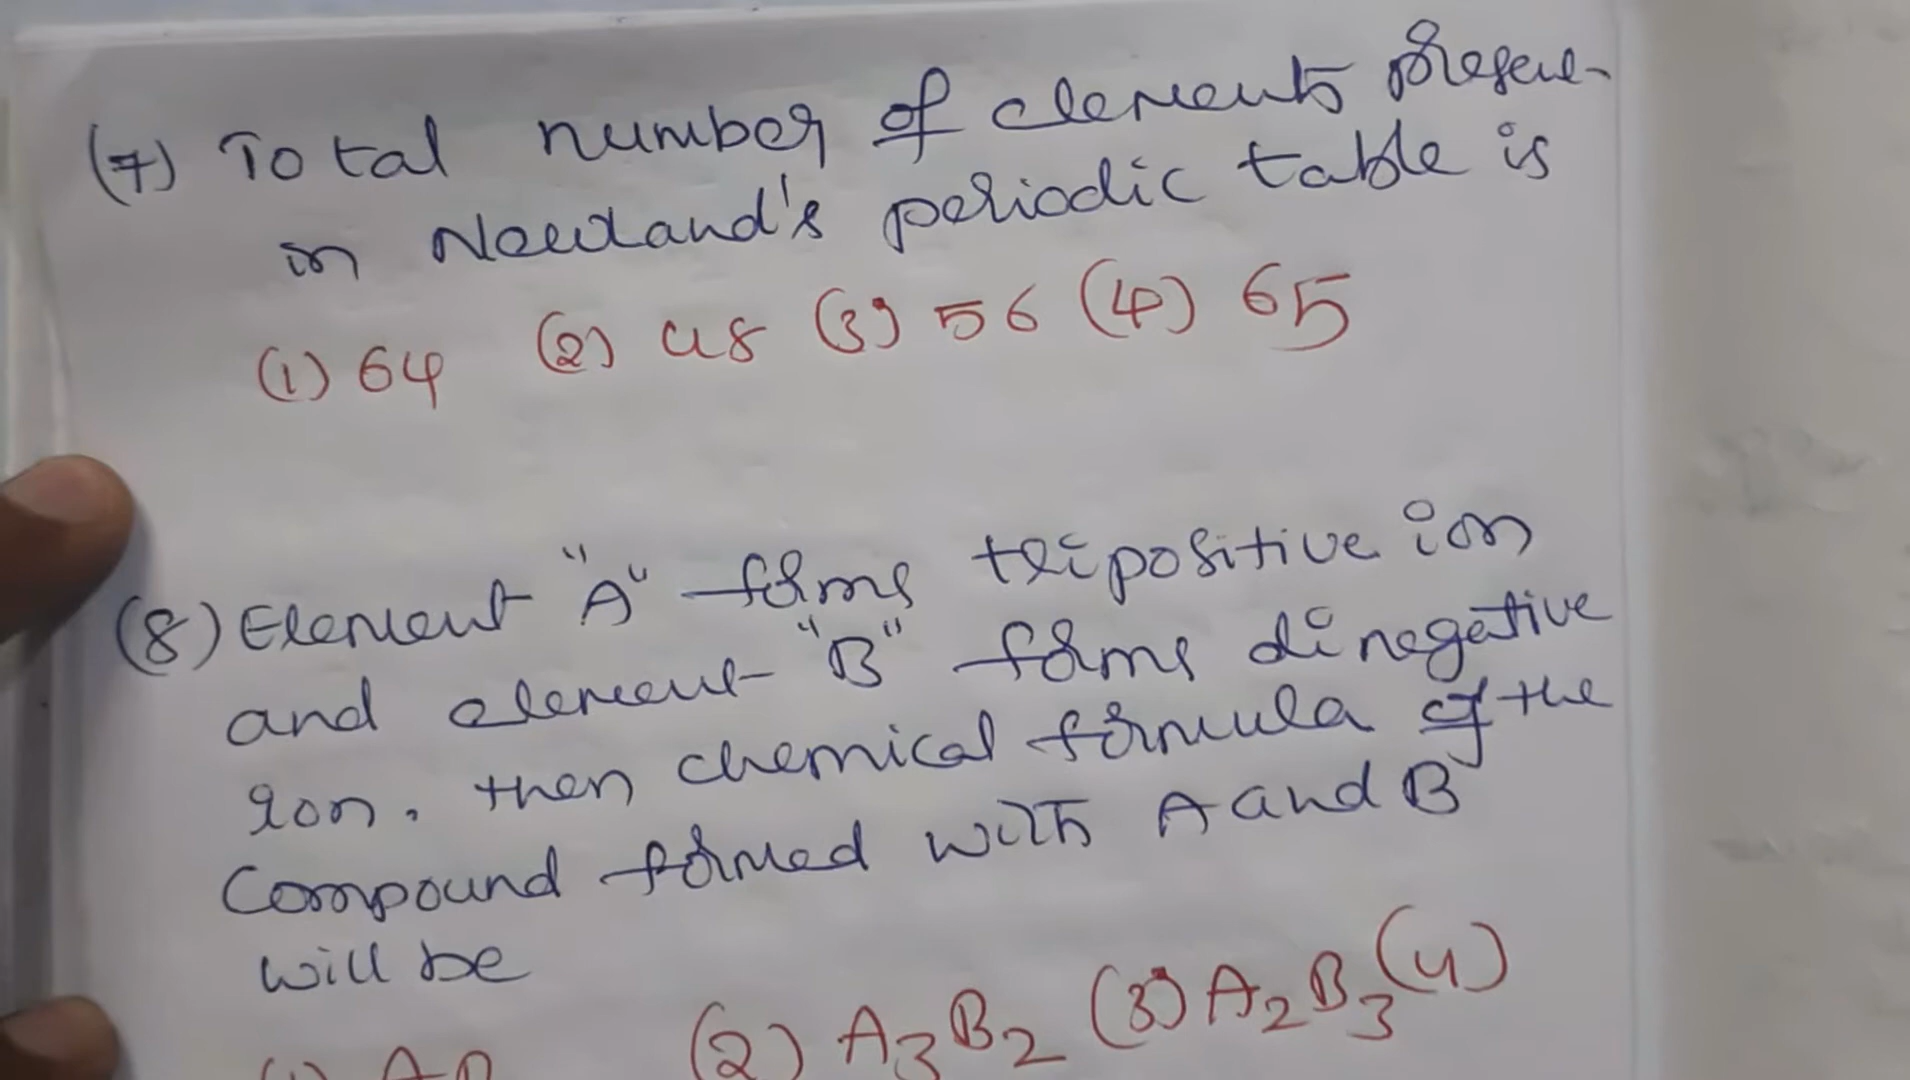 (7) Total number of elements present
in Newland's periodic table is
(1) 64 (2) 48 (3) 56 (4) 65
(8) Element "A" forms tripositive ion
and element "B" forms dinegative
ion. then chemical formula of the
Compound formed with A and B
will be
(2) A3B2 (3) A2B3 (4)